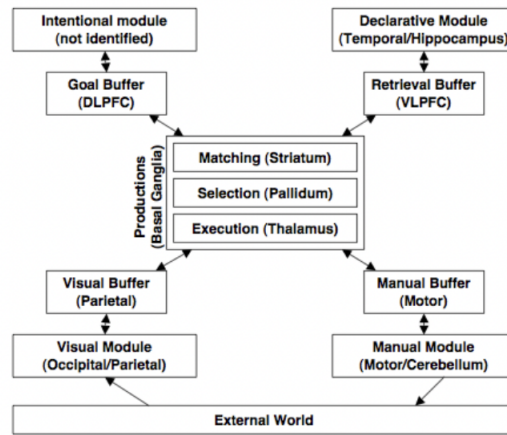 Intentional module
(not identified)
Declarative Module
(Temporal/Hippocampus)
Goal Buffer
(DLPFC)
Retrieval Buffer
(VLPFC)
Productions
(Basal Ganglia)
Matching (Striatum)
Selection (Pallidum)
Execution (Thalamus)
Visual Buffer
(Parietal)
Manual Buffer
(Motor)
Visual Module
(Occipital/Parietal)
Manual Module
(Motor/Cerebellum)
External World